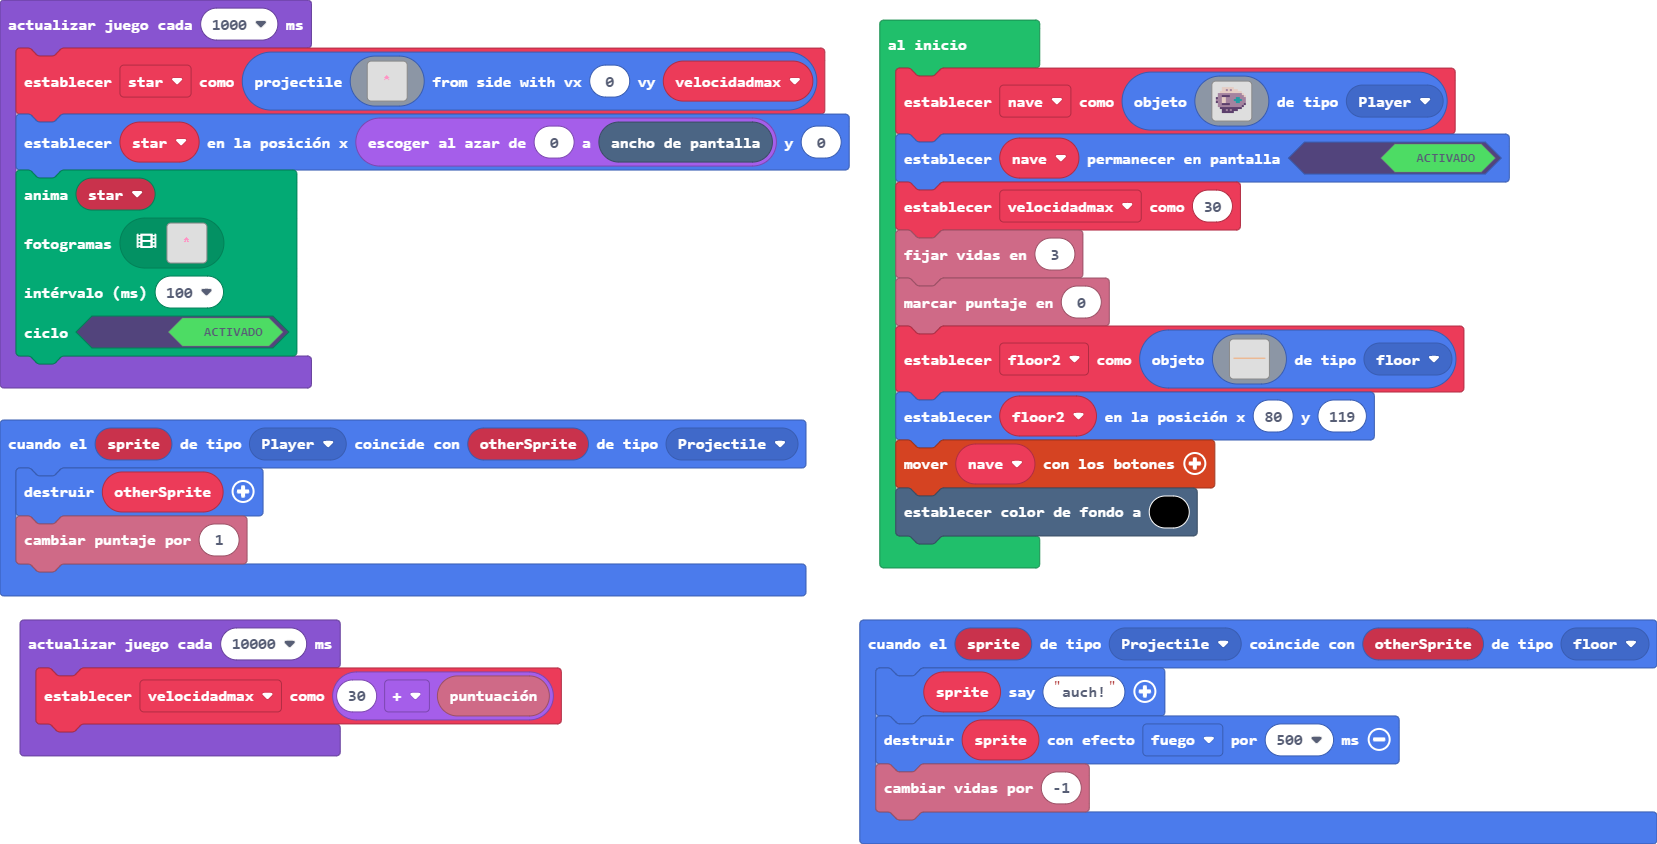 actualizar juego cada 1000 ms
establecer star como projectile from side with vx 0 vy velocidadmax
establecer star en la posición x escoger al azar de 0 a ancho de pantalla y 0
anima star
fotogramas
intérvalo (ms) 100
ciclo ACTIVADO
cuando el sprite de tipo Player coincide con otherSprite de tipo Projectile
destruir otherSprite
cambiar puntaje por 1
actualizar juego cada 10000 ms
establecer velocidadmax como 30 + puntuación
al inicio
establecer nave como objeto de tipo Player
establecer nave permanecer en pantalla ACTIVADO
establecer velocidadmax como 30
fijar vidas en 3
marcar puntaje en 0
establecer floor2 como objeto de tipo floor
establecer floor2 en la posición x 80 y 119
mover nave con los botones
establecer color de fondo a
cuando el sprite de tipo Projectile coincide con otherSprite de tipo floor
sprite say "auch!"
destruir sprite con efecto fuego por 500 ms
cambiar vidas por -1